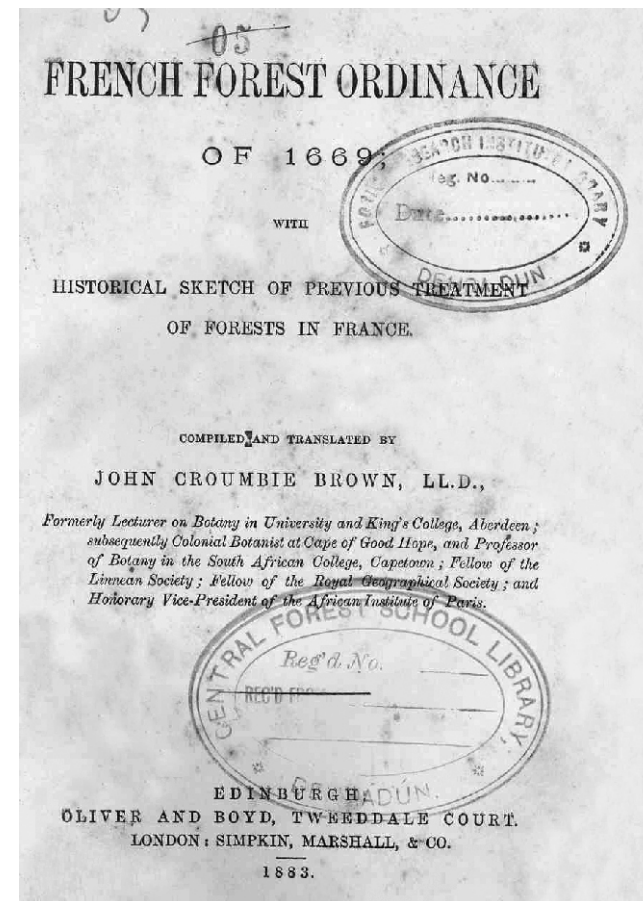 05
FRENCH FOREST ORDINANCE
OF 1669;
WITH
HISTORICAL SKETCH OF PREVIOUS TREATMENT
OF FORESTS IN FRANCE.
COMPILED AND TRANSLATED BY
JOHN CROUMBIE BROWN, LL.D.,
Formerly Lecturer on Botany in University and King's College, Aberdeen;
subsequently Colonial Botanist at Cape of Good Hope, and Professor
of Botany in the South African College, Capetown; Fellow of the
Linnean Society; Fellow of the Royal Geographical Society; and
Honorary Vice-President of the African Institute of Paris.
EDINBURGH:
OLIVER AND BOYD, TWEEDDALE COURT.
LONDON: SIMPKIN, MARSHALL, & CO.
1883.
INSTITUTE LIBRARY
Reg. No.........
Date....................
DEHRA DUN
CENTRAL FOREST SCHOOL LIBRARY,
Reg'd. No.
REC'D